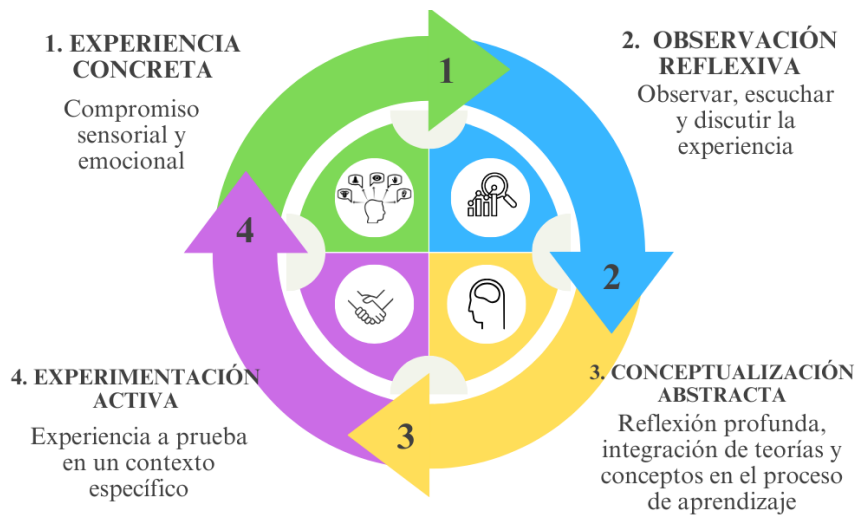 1. EXPERIENCIA
CONCRETA
Compromiso
sensorial y
emocional
1
2. OBSERVACIÓN
REFLEXIVA
Observar, escuchar
y discutir la
experiencia
4
2
4. EXPERIMENTACIÓN
ACTIVA
Experiencia a prueba
en un contexto
específico
3
3. CONCEPTUALIZACIÓN
ABSTRACTA
Reflexión profunda,
integración de teorías y
conceptos en el proceso
de aprendizaje